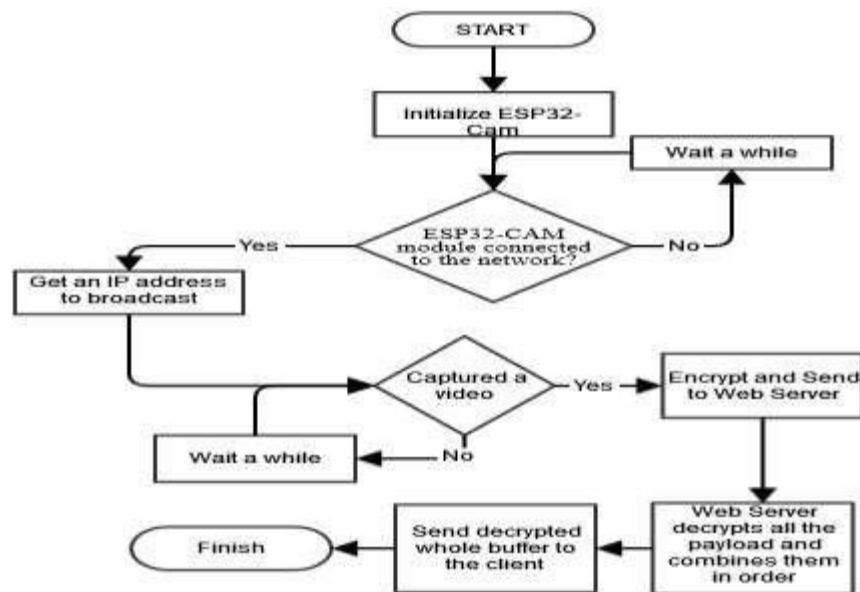 START
Initialize ESP32-
Cam
Wait a while
ESP32-CAM
module connected
to the network?
Yes
No
Get an IP address
to broadcast
Captured a
video
Yes
Encrypt and Send
to Web Server
No
Wait a while
Web Server
decrypts all the
payload and
combines them
in order
Send decrypted
whole buffer to
the client
Finish